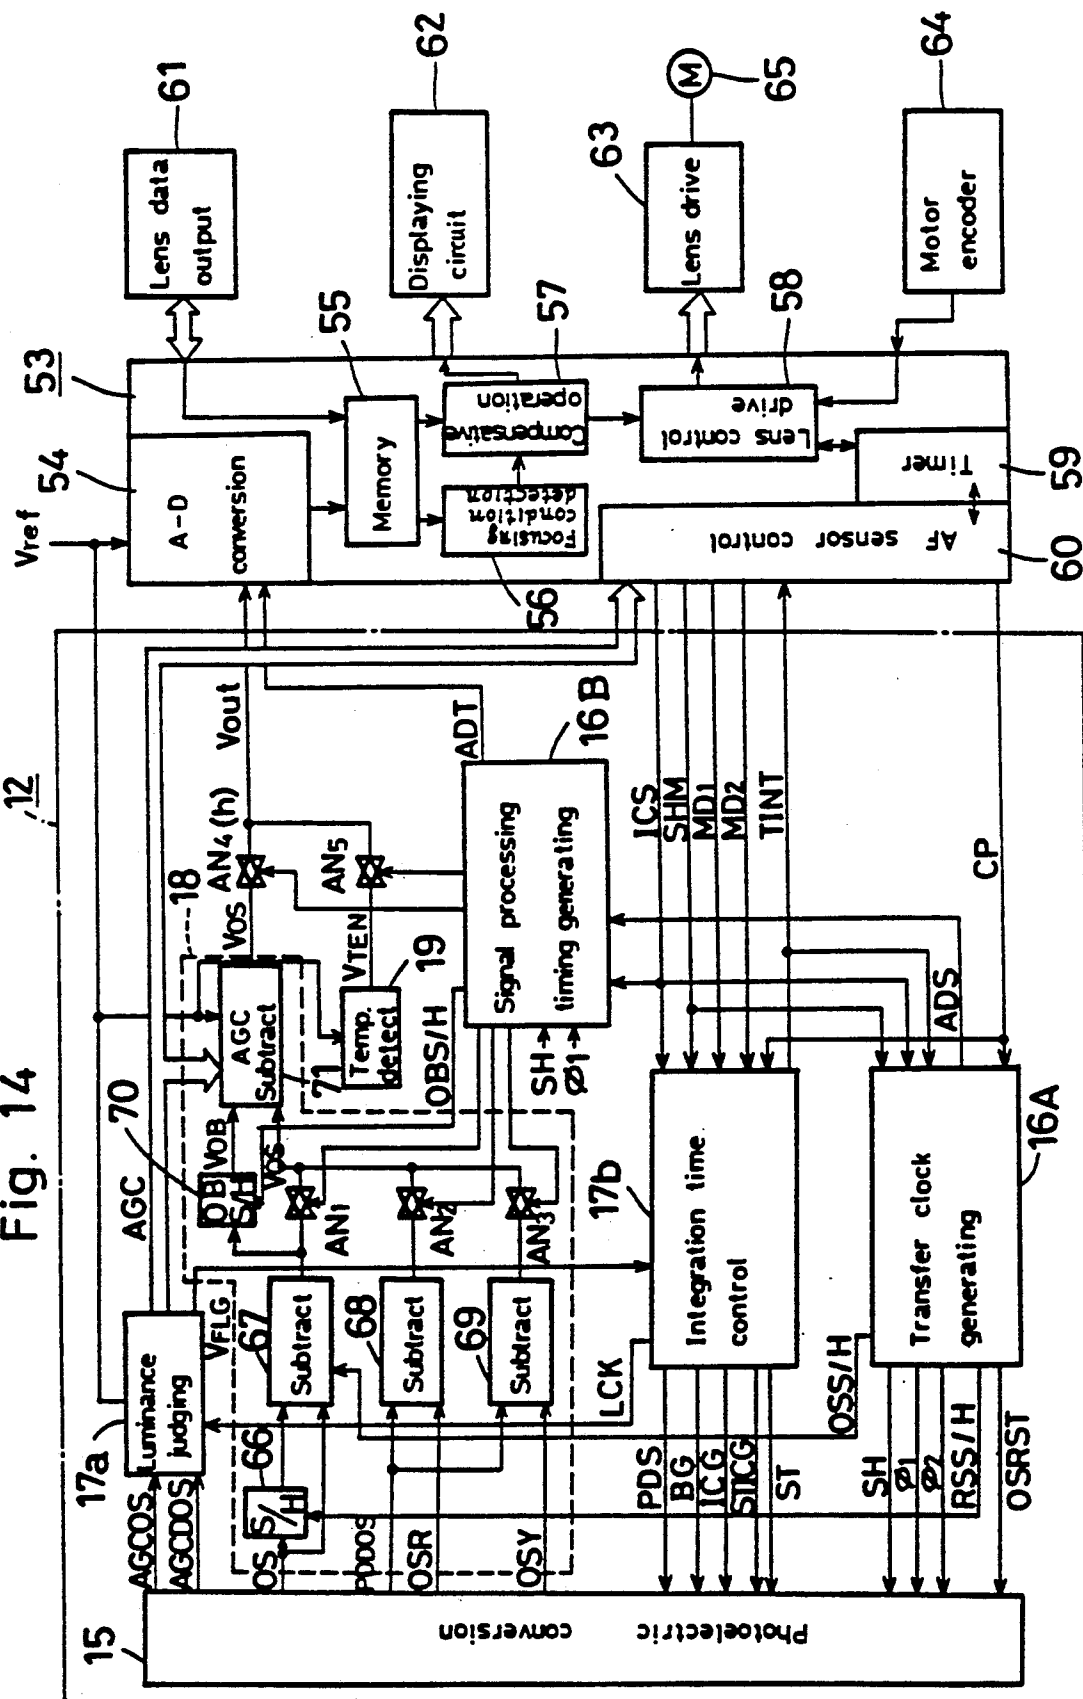 Fig. 14
12
53
Vref
54
A-D
conversion
55
Memory
56
Focusing
condition
detection
57
Compensative
operation
58
Lens control
drive
59
Timer
60
AF sensor control
61
Lens data
output
62
Displaying
circuit
63
Lens drive
65
M
64
Motor
encoder
15
Photoelectric
conversion
17a
Luminance
judging
AGCOS
AGCDOS
OS
PDDOS
OSR
OSY
VFLG
AGC
66
S/H
67
Subtract
68
Subtract
69
Subtract
70
OB
S/H
VOB
VOS
AN1
AN2
AN3
18
AGC
Subtract
71
VOS
AN4(h)
Vout
19
Temp.
detect
VTEN
AN5
OBS/H
ADT
16B
Signal processing
timing generating
SH
Ø1
ICS
SHM
MD1
MD2
TINT
CP
ADS
17b
Integration time
control
LCK
PDS
BG
ICG
STICG
ST
OSS/H
16A
Transfer clock
generating
SH
Ø1
Ø2
RSS/H
OSRST